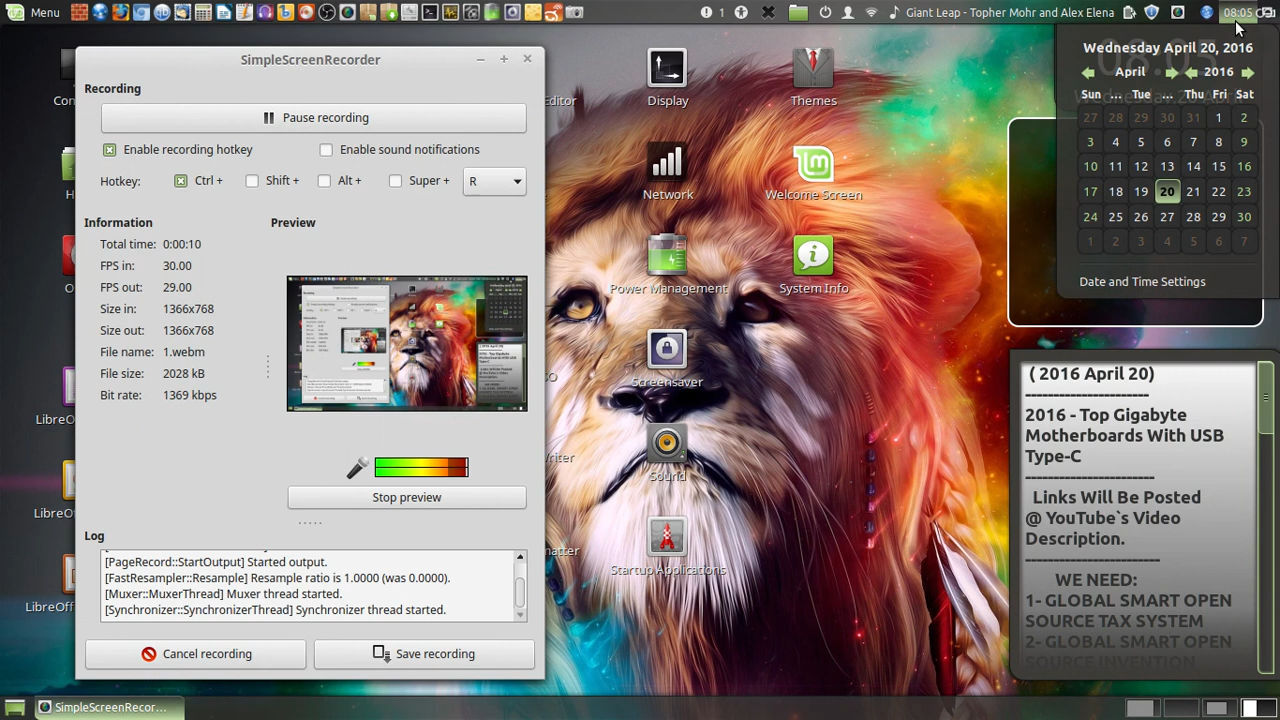 Menu
Giant Leap - Topher Mohr and Alex Elena
08:05
SimpleScreenRecorder
Recording
Pause recording
Enable recording hotkey
Enable sound notifications
Hotkey:
Ctrl +
Shift +
Alt +
Super +
R
Information
Total time: 0:00:10
FPS in: 30.00
FPS out: 29.00
Size in: 1366x768
Size out: 1366x768
File name: 1.webm
File size: 2028 kB
Bit rate: 1369 kbps
Preview
Stop preview
Log
[PageRecord::StartOutput] Started output.
[FastResampler::Resample] Resample ratio is 1.0000 (was 0.0000).
[Muxer::MuxerThread] Muxer thread started.
[Synchronizer::SynchronizerThread] Synchronizer thread started.
Cancel recording
Save recording
Editor
Display
Themes
Network
Welcome Screen
Power Management
System Info
Screensaver
Sound
Startup Applications
LibreOf
LibreOf
LibreOff
Wednesday April 20, 2016
April
2016
Sun ... Tue ... Thu Fri Sat
27 28 29 30 31 1 2
3 4 5 6 7 8 9
10 11 12 13 14 15 16
17 18 19 20 21 22 23
24 25 26 27 28 29 30
1 2 3 4 5 6 7
Date and Time Settings
( 2016 April 20)
-----------------------
2016 - Top Gigabyte
Motherboards With USB
Type-C
------------------------
Links Will Be Posted
@ YouTube`s Video
Description.
-------------------------
WE NEED:
1- GLOBAL SMART OPEN
SOURCE TAX SYSTEM
2- GLOBAL SMART OPEN
SOURCE INVENTION
SimpleScreenRecor...